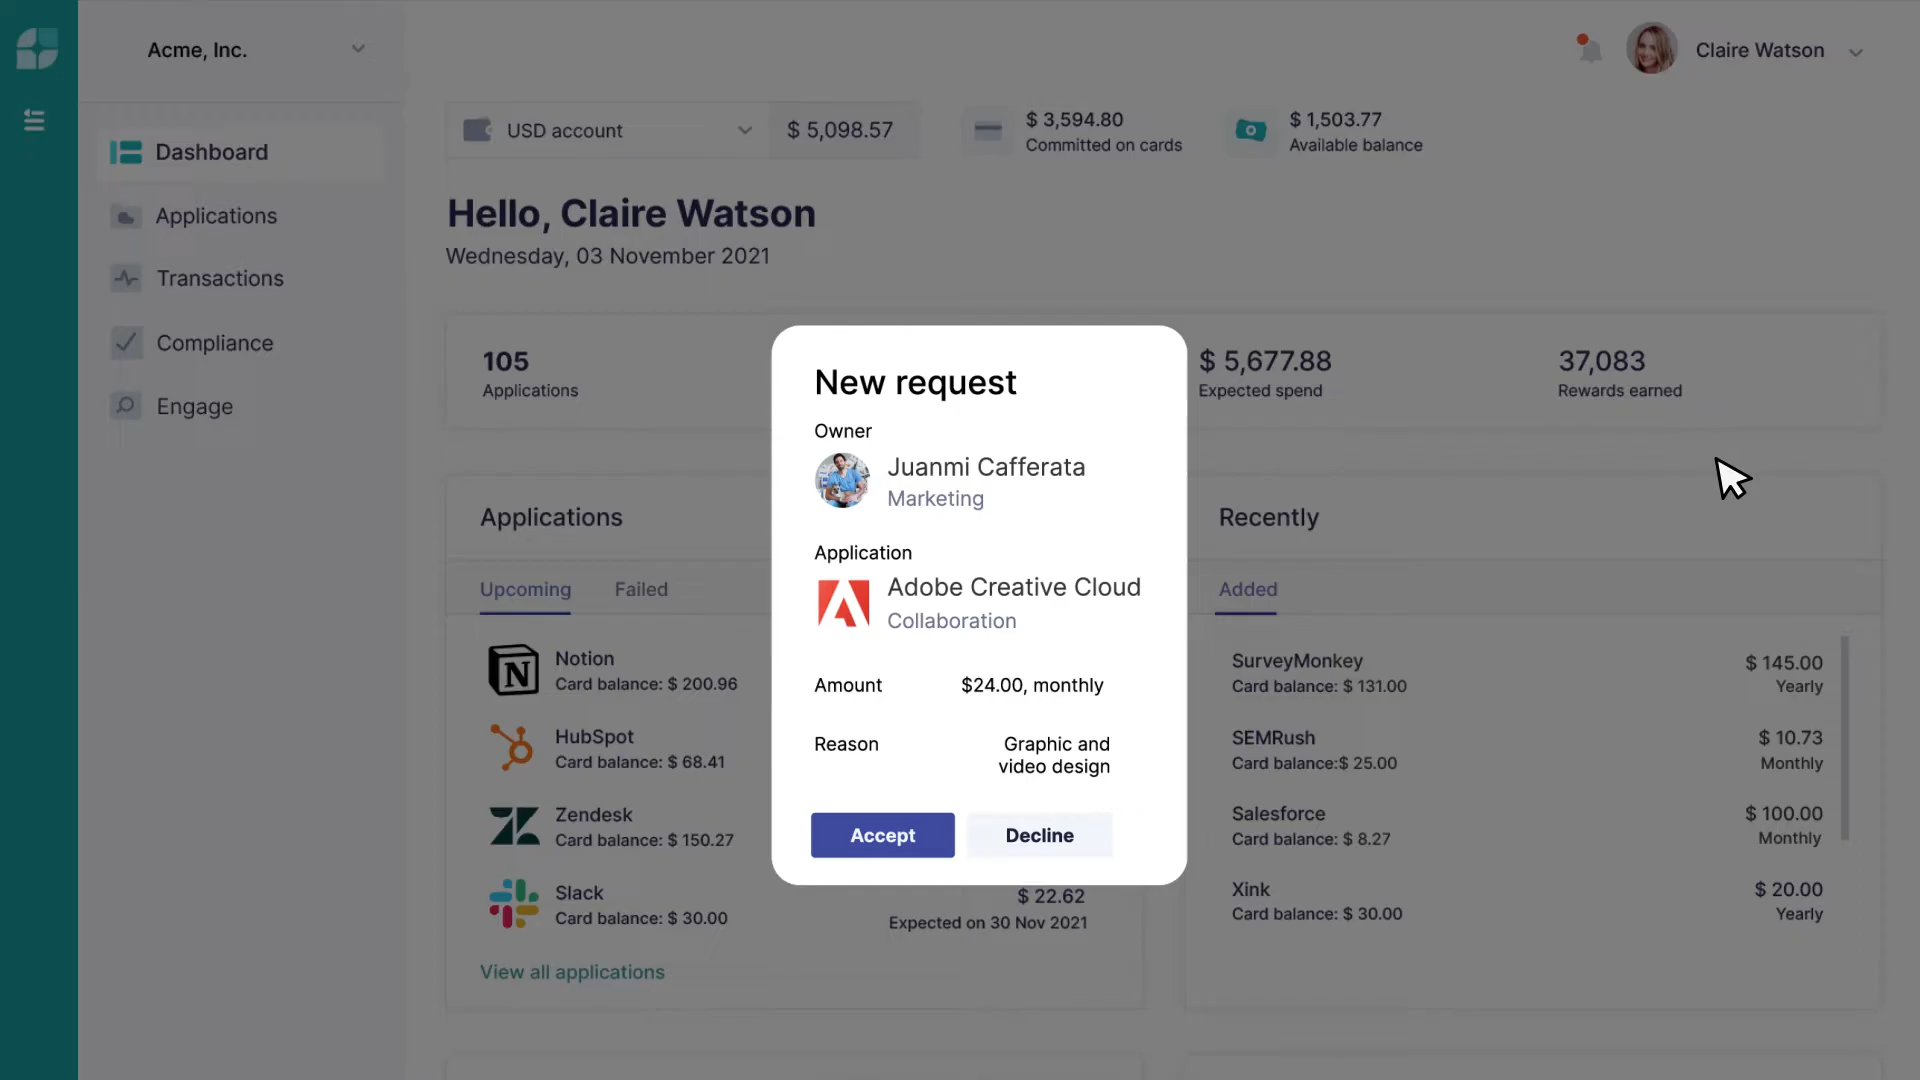 Acme, Inc.
Claire Watson
USD account
$ 5,098.57
$ 3,594.80
Committed on cards
$ 1,503.77
Available balance
Dashboard
Applications
Transactions
Compliance
Engage
Hello, Claire Watson
Wednesday, 03 November 2021
105
Applications
$ 5,677.88
Expected spend
37,083
Rewards earned
New request
Owner
Juanmi Cafferata
Marketing
Application
Adobe Creative Cloud
Collaboration
Amount
$24.00, monthly
Reason
Graphic and
video design
Accept
Decline
Applications
Upcoming
Failed
Notion
Card balance: $ 200.96
HubSpot
Card balance: $ 68.41
Zendesk
Card balance: $ 150.27
Slack
Card balance: $ 30.00
$ 22.62
Expected on 30 Nov 2021
View all applications
Recently
Added
SurveyMonkey
Card balance: $ 131.00
$ 145.00
Yearly
SEMRush
Card balance:$ 25.00
$ 10.73
Monthly
Salesforce
Card balance: $ 8.27
$ 100.00
Monthly
Xink
Card balance: $ 30.00
$ 20.00
Yearly